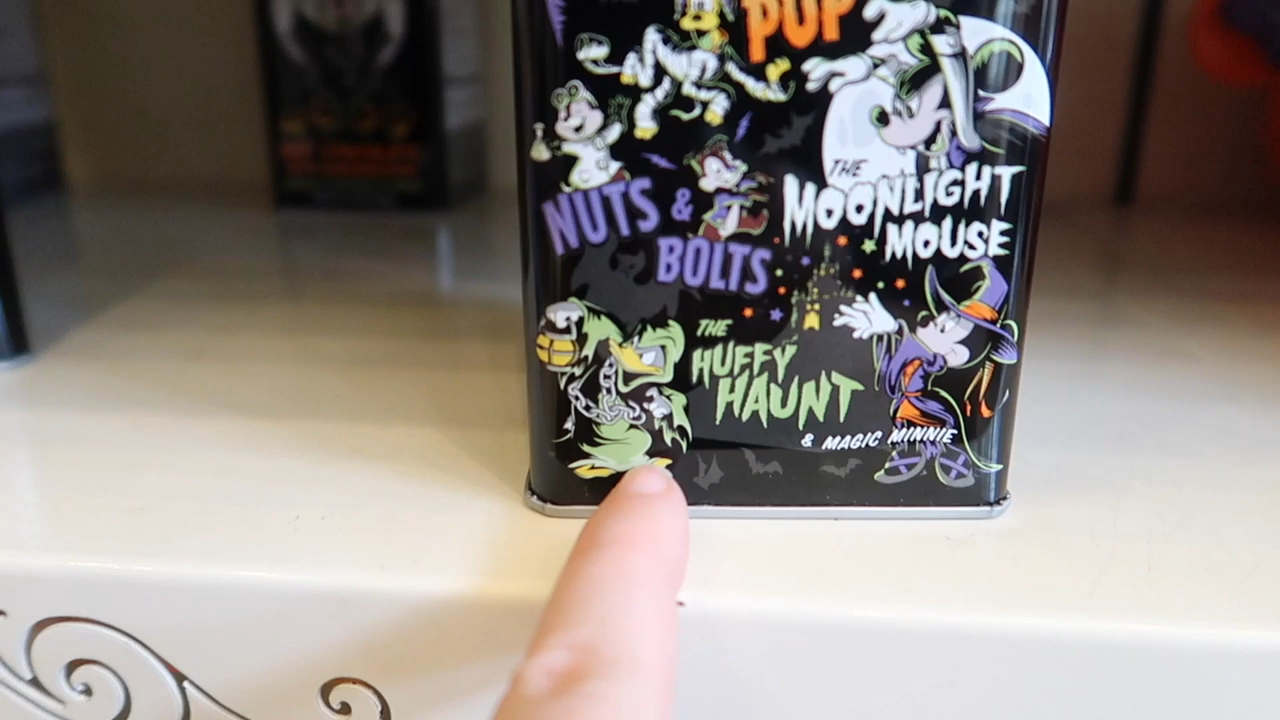 PUP
NUTS &
BOLTS
THE
MOONLIGHT
MOUSE
THE
HUFFY
HAUNT
& MAGIC MINNIE